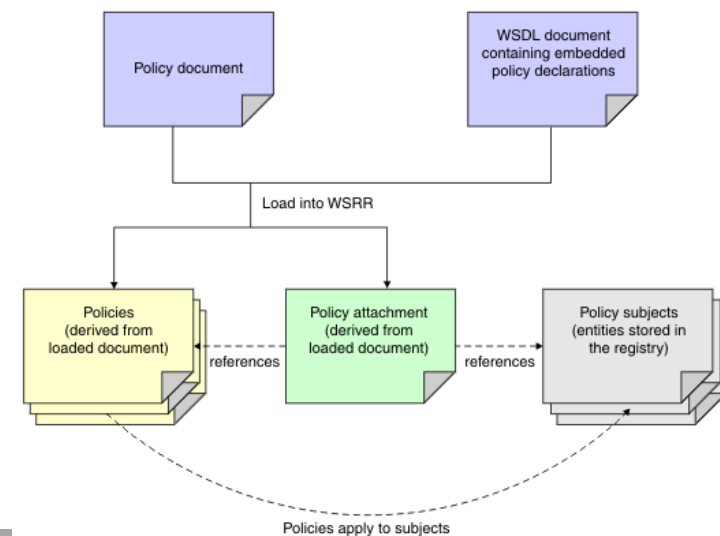 Policy document
WSDL document
containing embedded
policy declarations
Load into WSRR
Policies
(derived from
loaded document)
references
Policy attachment
(derived from
loaded document)
references
Policy subjects
(entities stored in
the registry)
Policies apply to subjects